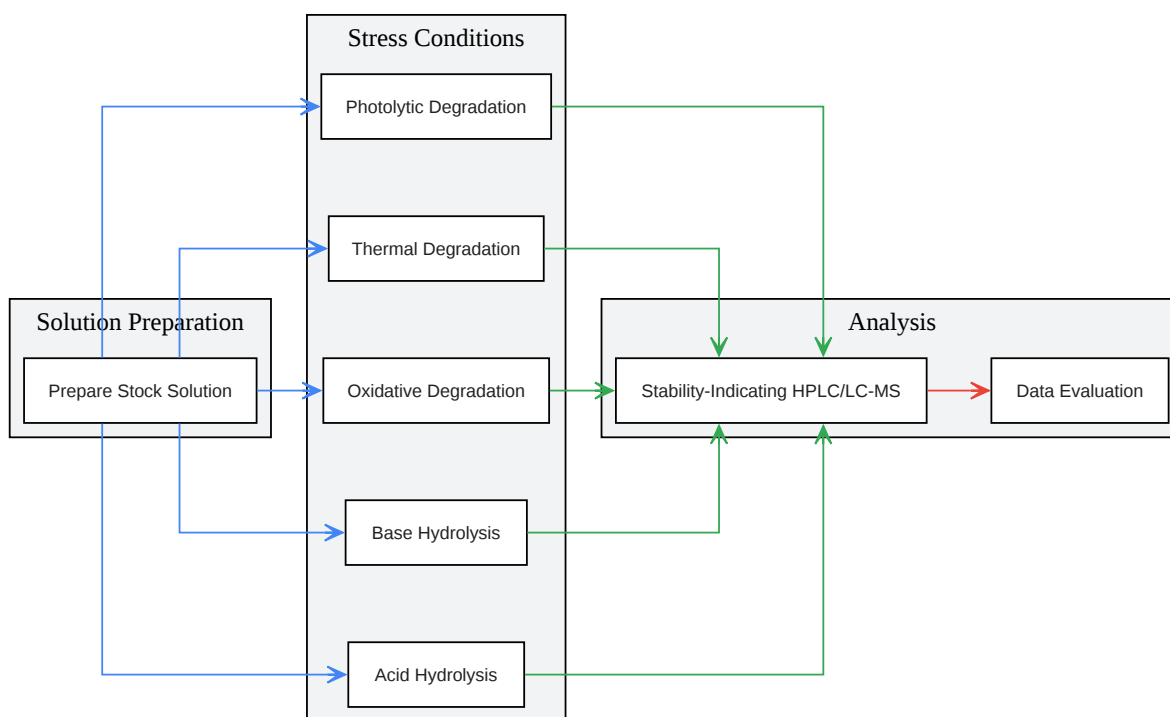 Stress Conditions
Photolytic Degradation
Thermal Degradation
Solution Preparation
Analysis
Prepare Stock Solution
Oxidative Degradation
Stability-Indicating HPLC/LC-MS
Data Evaluation
Base Hydrolysis
Acid Hydrolysis